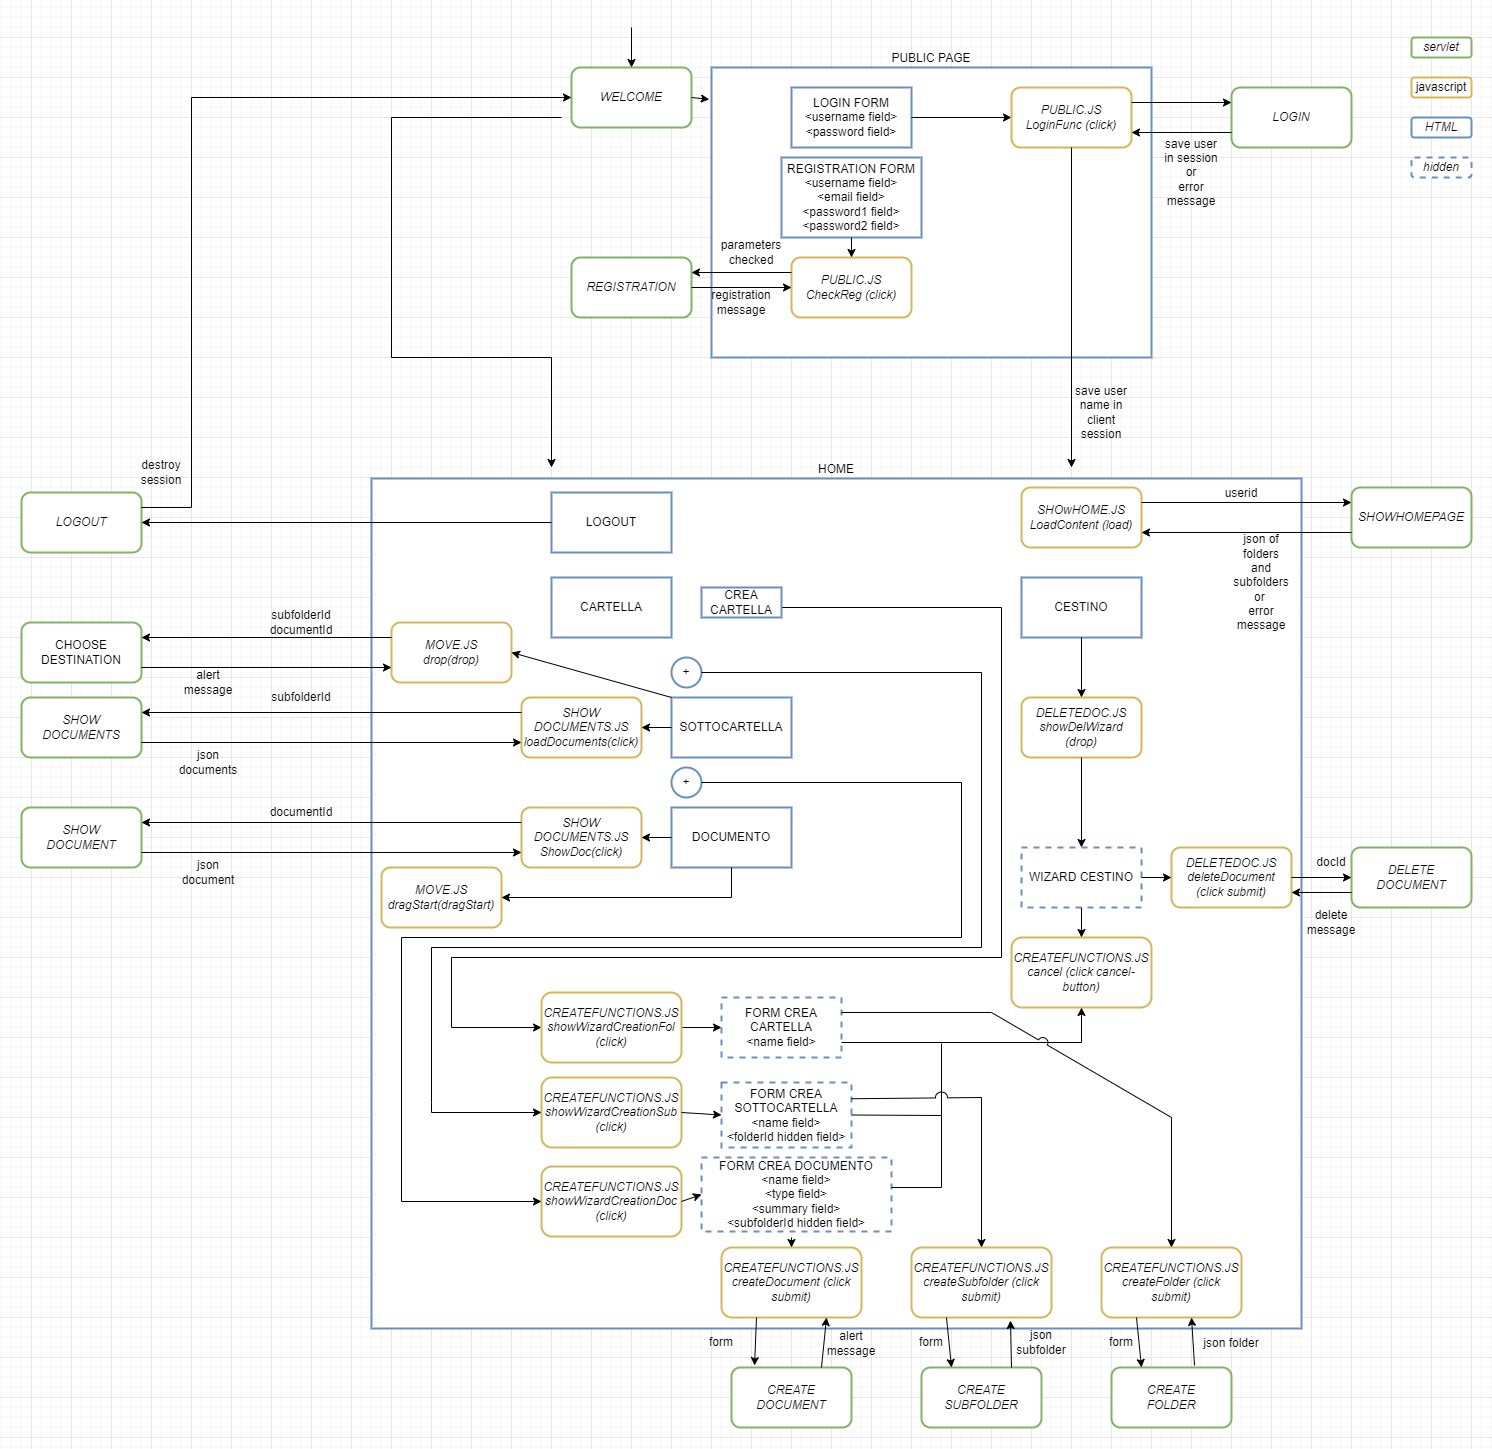 PUBLIC PAGE
servlet
javascript
HTML
hidden
WELCOME
LOGIN FORM
<username field>
<password field>
PUBLIC.JS
LoginFunc (click)
LOGIN
save user
in session
or
error
message
REGISTRATION FORM
<username field>
<email field>
<password1 field>
<password2 field>
parameters
checked
REGISTRATION
registration
message
PUBLIC.JS
CheckReg (click)
save user
name in
client
session
destroy
session
HOME
LOGOUT
LOGOUT
SHOwHOME.JS
LoadContent (load)
userid
SHOWHOMEPAGE
json of
folders
and
subfolders
or
error
message
CARTELLA
CREA
CARTELLA
CESTINO
subfolderId
documentId
CHOOSE
DESTINATION
MOVE.JS
drop(drop)
alert
message
+
subfolderId
SHOW
DOCUMENTS
SHOW
DOCUMENTS.JS
loadDocuments(click)
SOTTOCARTELLA
DELETEDOC.JS
showDelWizard
(drop)
json
documents
+
documentId
SHOW
DOCUMENT
SHOW
DOCUMENTS.JS
ShowDoc(click)
DOCUMENTO
json
document
MOVE.JS
dragStart(dragStart)
WIZARD CESTINO
DELETEDOC.JS
deleteDocument
(click submit)
docId
DELETE
DOCUMENT
delete
message
CREATEFUNCTIONS.JS
cancel (click cancel-
button)
CREATEFUNCTIONS.JS
showWizardCreationFol
(click)
FORM CREA
CARTELLA
<name field>
CREATEFUNCTIONS.JS
showWizardCreationSub
(click)
FORM CREA
SOTTOCARTELLA
<name field>
<folderId hidden field>
CREATEFUNCTIONS.JS
showWizardCreationDoc
(click)
FORM CREA DOCUMENTO
<name field>
<type field>
<summary field>
<subfolderId hidden field>
CREATEFUNCTIONS.JS
createDocument (click
submit)
CREATEFUNCTIONS.JS
createSubfolder (click
submit)
CREATEFUNCTIONS.JS
createFolder (click
submit)
form
alert
message
form
json
subfolder
form
json folder
CREATE
DOCUMENT
CREATE
SUBFOLDER
CREATE
FOLDER